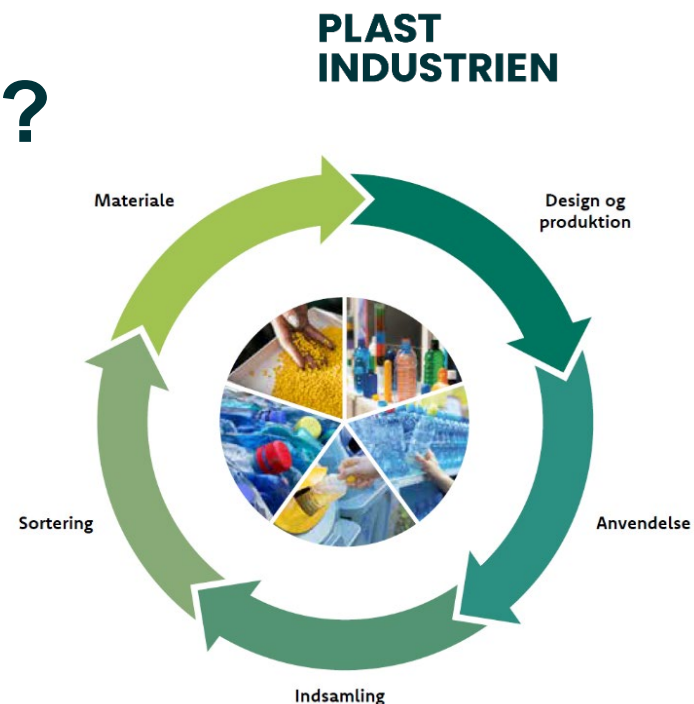 PLAST
INDUSTRIEN
?
Materiale
Design og
produktion
Sortering
Anvendelse
Indsamling